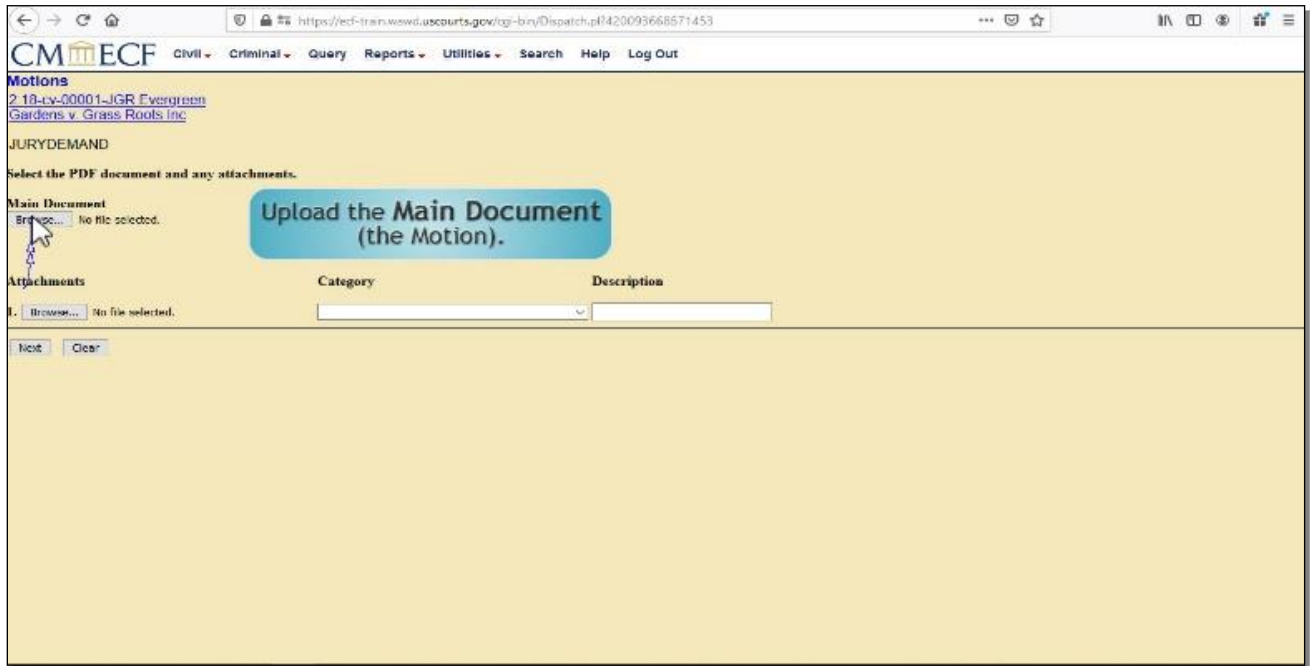 https://ecf-train.wawd.uscourts.gov/cgi-bin/Dispatch.pl?420093668571453
CM ECF Civil Criminal Query Reports Utilities Search Help Log Out
Motions
2:18-cv-00001-JGR Evergreen
Gardens v. Grass Roots Inc
JURYDEMAND
Select the PDF document and any attachments.
Main Document
Browse... No file selected.
Upload the Main Document
(the Motion).
Attachments Category Description
1. Browse... No file selected.
Next Clear